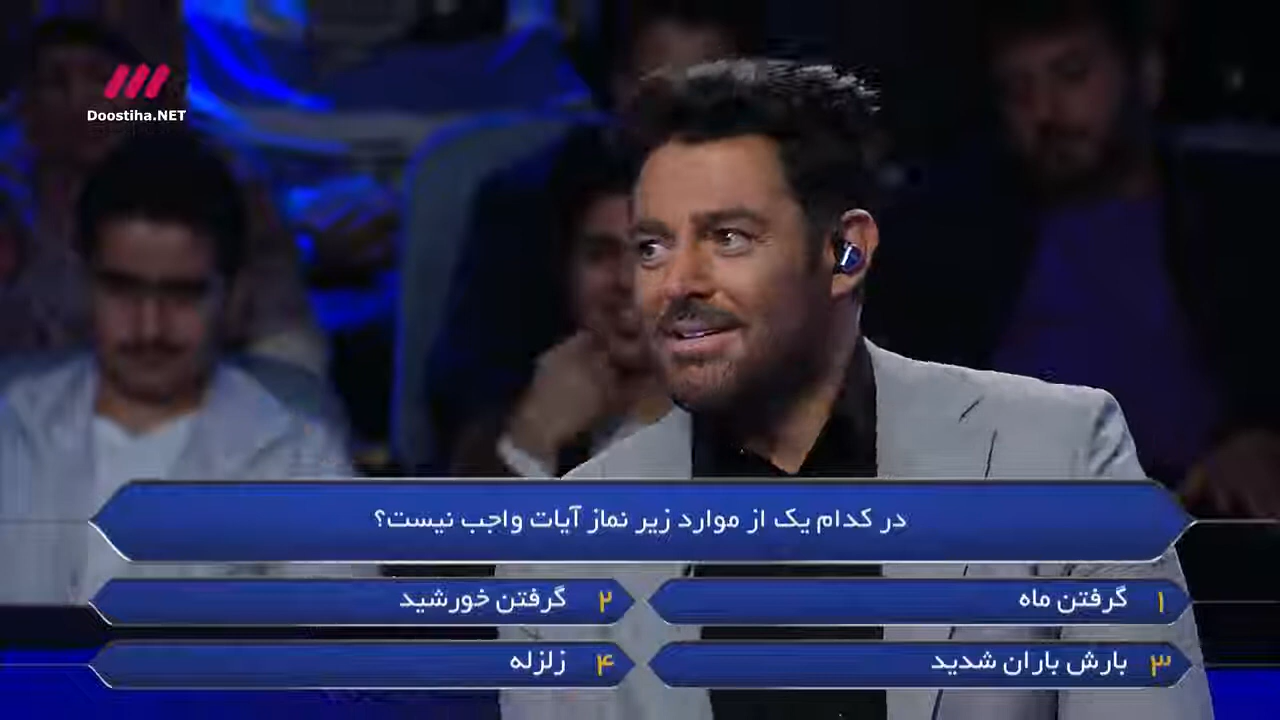 Doostiha.NET
در کدام یک از موارد زیر نماز آیات واجب نیست؟
۱ گرفتن ماه
۲ گرفتن خورشید
۳ بارش باران شدید
۴ زلزله